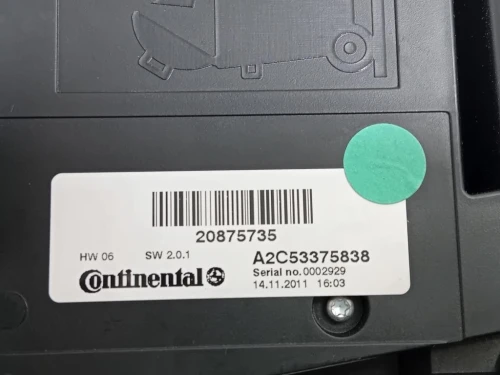 20875735
HW 06 SW 2.0.1 A2C53375838
Continental Serial no.0002929
14.11.2011 16:03